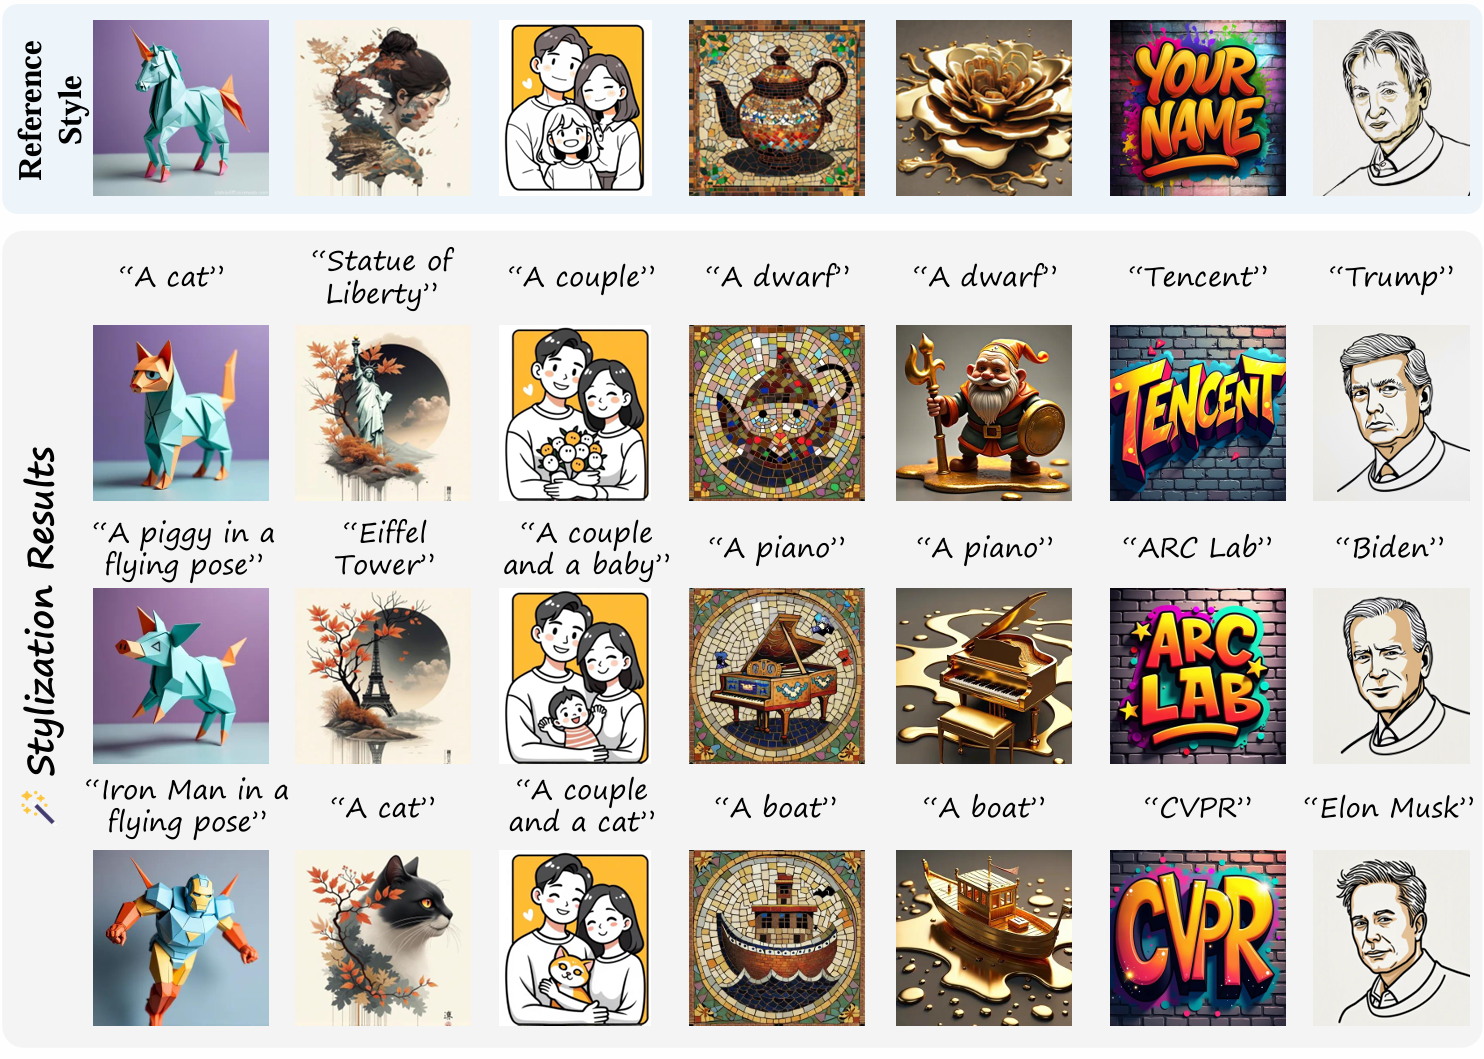 Reference
Style
YOUR
NAME
“A cat”
“Statue of
Liberty”
“A couple”
“A dwarf”
“A dwarf”
“Tencent”
“Trump”
TENCENT
Stylization Results
“A piggy in a
flying pose”
“Eiffel
Tower”
“A couple
and a baby”
“A piano”
“A piano”
“ARC Lab”
“Biden”
ARC
LAB
“Iron Man in a
flying pose”
“A cat”
“A couple
and a cat”
“A boat”
“A boat”
“CVPR”
“Elon Musk”
CVPR